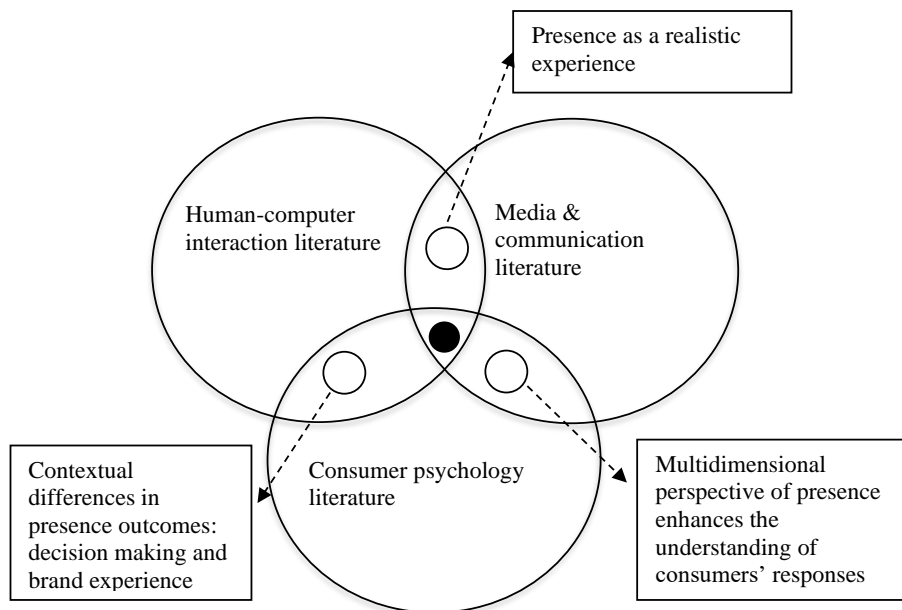 Presence as a realistic
experience
Human-computer
interaction literature
Media &
communication
literature
Contextual
differences in
presence outcomes:
decision making and
brand experience
Consumer psychology
literature
Multidimensional
perspective of presence
enhances the
understanding of
consumers’ responses